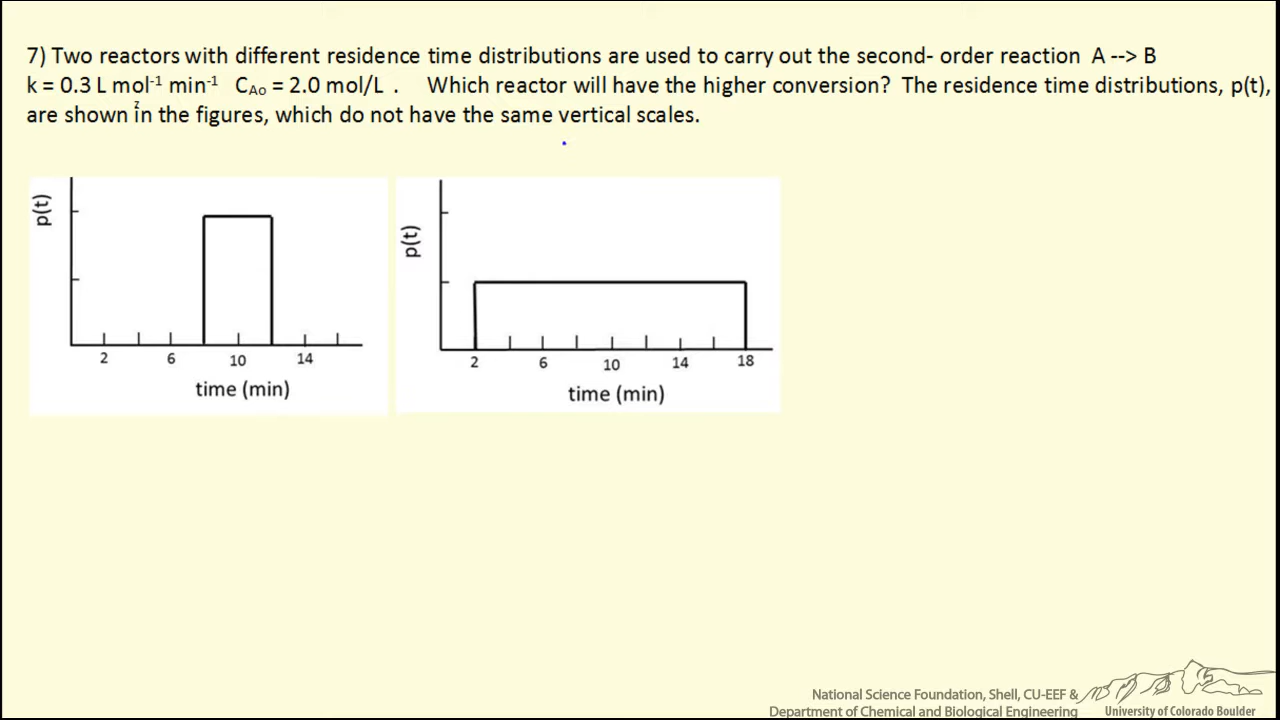 7) Two reactors with different residence time distributions are used to carry out the second- order reaction A --> B
k = 0.3 L mol⁻¹ min⁻¹ C_Ao = 2.0 mol/L . Which reactor will have the higher conversion? The residence time distributions, p(t),
are shown in the figures, which do not have the same vertical scales.
p(t)
2 6 10 14
time (min)
p(t)
2 6 10 14 18
time (min)
National Science Foundation, Shell, CU-EEF &
Department of Chemical and Biological Engineering
University of Colorado Boulder